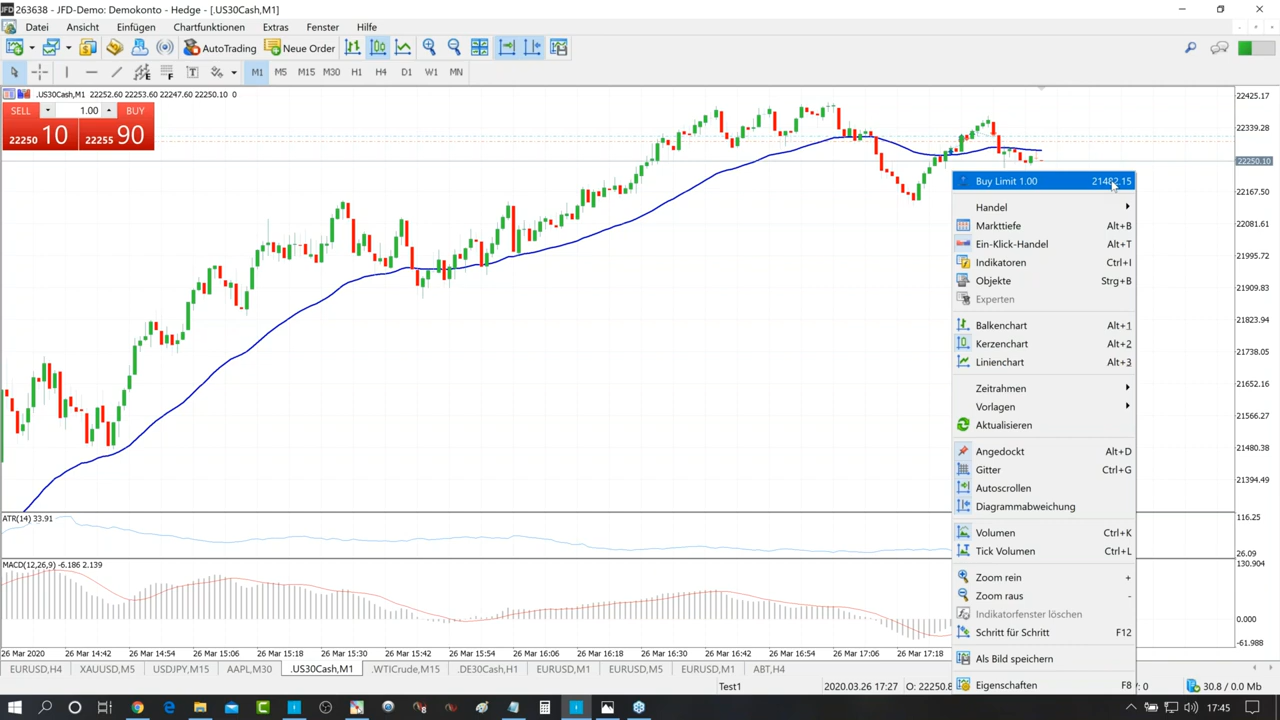 JFD 263638 - JFD-Demo: Demokonto - Hedge - [.US30Cash,M1]
Datei Ansicht Einfügen Chartfunktionen Extras Fenster Hilfe
AutoTrading New Order
T M1 M5 M15 M30 H1 H4 D1 W1 MN
.US30Cash,M1 22252.60 22253.60 22247.60 22250.10 0
SELL 1.00 BUY
22250 10 22255 90
22425.17
22339.28
22250.10
22167.50
22081.61
21995.72
21909.83
21823.94
21738.05
21652.16
21566.27
21480.38
21394.49
Buy Limit 1.00 21482.15
Handel
Markttiefe Alt+B
Ein-Klick-Handel Alt+T
Indikatoren Ctrl+I
Objekte Strg+B
Experten
Balkenchart Alt+1
Kerzenchart Alt+2
Linienchart Alt+3
Zeitrahmen
Vorlagen
Aktualisieren
Angedockt Alt+D
Gitter Ctrl+G
Autoscrollen
Diagrammabweichung
Volumen Ctrl+K
Tick Volumen Ctrl+L
Zoom rein +
Zoom raus -
Indikatorfenster löschen
Schritt für Schritt F12
Als Bild speichern
Eigenschaften F8
ATR(14) 33.91
116.25
26.09
MACD(12,26,9) -6.186 2.139
130.904
0.000
-61.988
26 Mar 2020 26 Mar 14:54 26 Mar 15:06 26 Mar 15:18 26 Mar 15:30 26 Mar 15:42 26 Mar 15:54 26 Mar 16:06 26 Mar 16:18 26 Mar 16:30 26 Mar 16:42 26 Mar 16:54 26 Mar 17:06 26 Mar 17:18
EURUSD,H4 XAUUSD,M5 USDJPY,M15 AAPL,M30 .US30Cash,M1 .WTICrude,M15 .DE30Cash,H1 EURUSD,M1 EURUSD,M5 EURUSD,M1 ABT,H4
Test1 2020.03.26 17:27 O: 22250.8 : 0 30.8 / 0.0 Mb
17:45